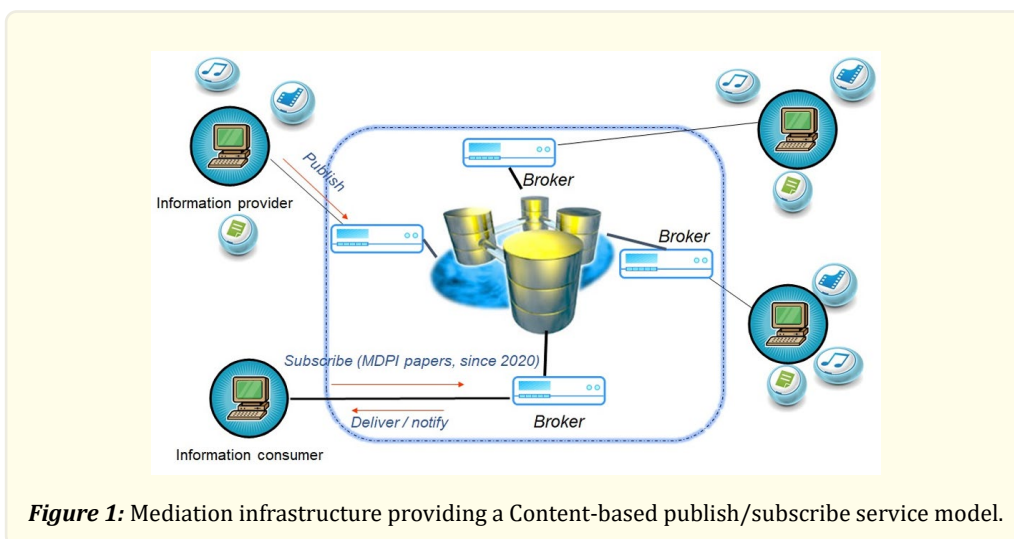 Publish
Information provider
Broker
Broker
Subscribe (MDPI papers, since 2020)
Deliver / notify
Broker
Information consumer
Figure 1: Mediation infrastructure providing a Content-based publish/subscribe service model.